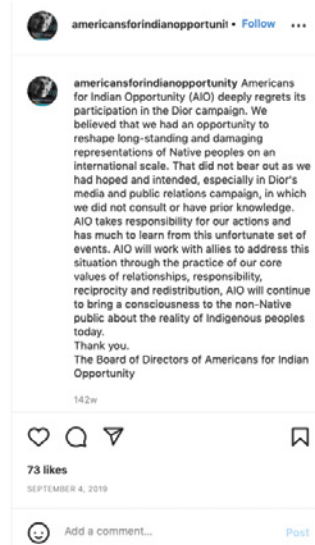 americansforindianopportunit • Follow ...
americansforindianopportunity Americans
for Indian Opportunity (AIO) deeply regrets its
participation in the Dior campaign. We
believed that we had an opportunity to
reshape long-standing and damaging
representations of Native peoples on an
international scale. That did not bear out as we
had hoped and intended, especially in Dior's
media and public relations campaign, in which
we did not consult or have prior knowledge.
AIO takes responsibility for our actions and
has much to learn from this unfortunate set of
events. AIO will work with allies to address this
situation through the practice of our core
values of relationships, responsibility,
reciprocity and redistribution, AIO will continue
to bring a consciousness to the non-Native
public about the reality of Indigenous peoples
today.
Thank you.
The Board of Directors of Americans for Indian
Opportunity
142w
73 likes
SEPTEMBER 4, 2019
Add a comment... Post